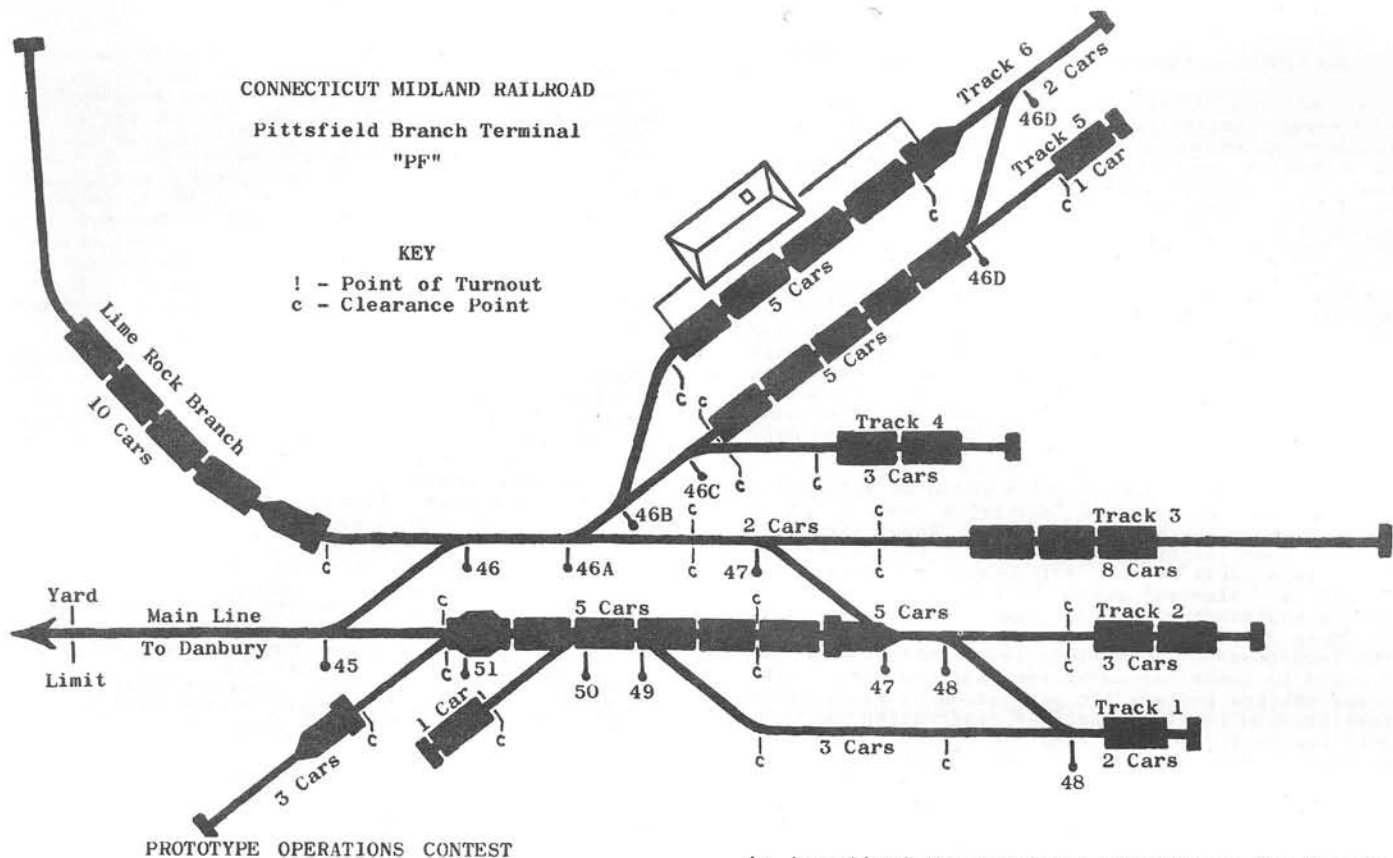 CONNECTICUT MIDLAND RAILROAD
Pittsfield Branch Terminal
"PF"
KEY
! - Point of Turnout
c - Clearance Point
Track 6
2 Cars
46D
Track 5
1 Car
c
c
5 Cars
46D
5 Cars
c
c
Lime Rock Branch
10 Cars
c
Track 4
3 Cars
46C
c
c
46B
c
2 Cars
c
Track 3
8 Cars
46
46A
c
47
c
Yard
Limit
Main Line
To Danbury
45
c
c
51
5 Cars
50
49
c
c
5 Cars
47
48
c
c
Track 2
3 Cars
1 Car
c
c
3 Cars
3 Cars
c
c
Track 1
2 Cars
48
PROTOTYPE OPERATIONS CONTEST